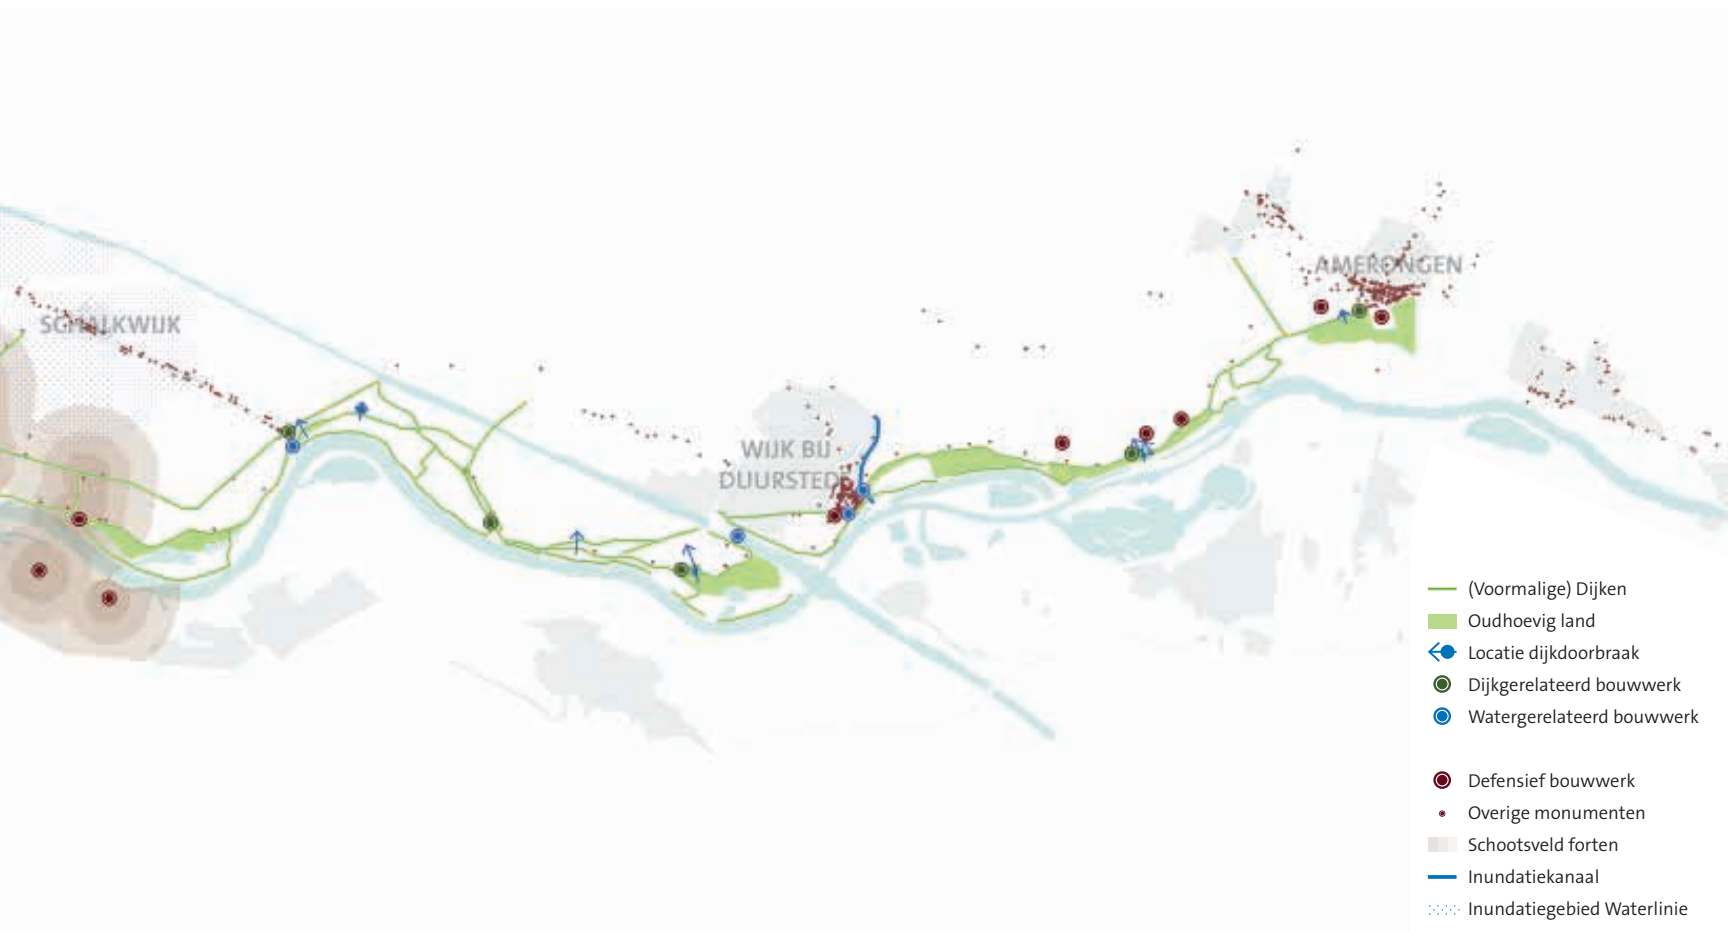 AMERONGEN
SCHALKWIJK
WIJK BIJ
DUURSTEDE
(Voormalige) Dijken
Oudhoevig land
Locatie dijkdoorbraak
Dijkgerelateerd bouwwerk
Watergerelateerd bouwwerk
Defensief bouwwerk
Overige monumenten
Schootsveld forten
Inundatiekanaal
Inundatiegebied Waterlinie